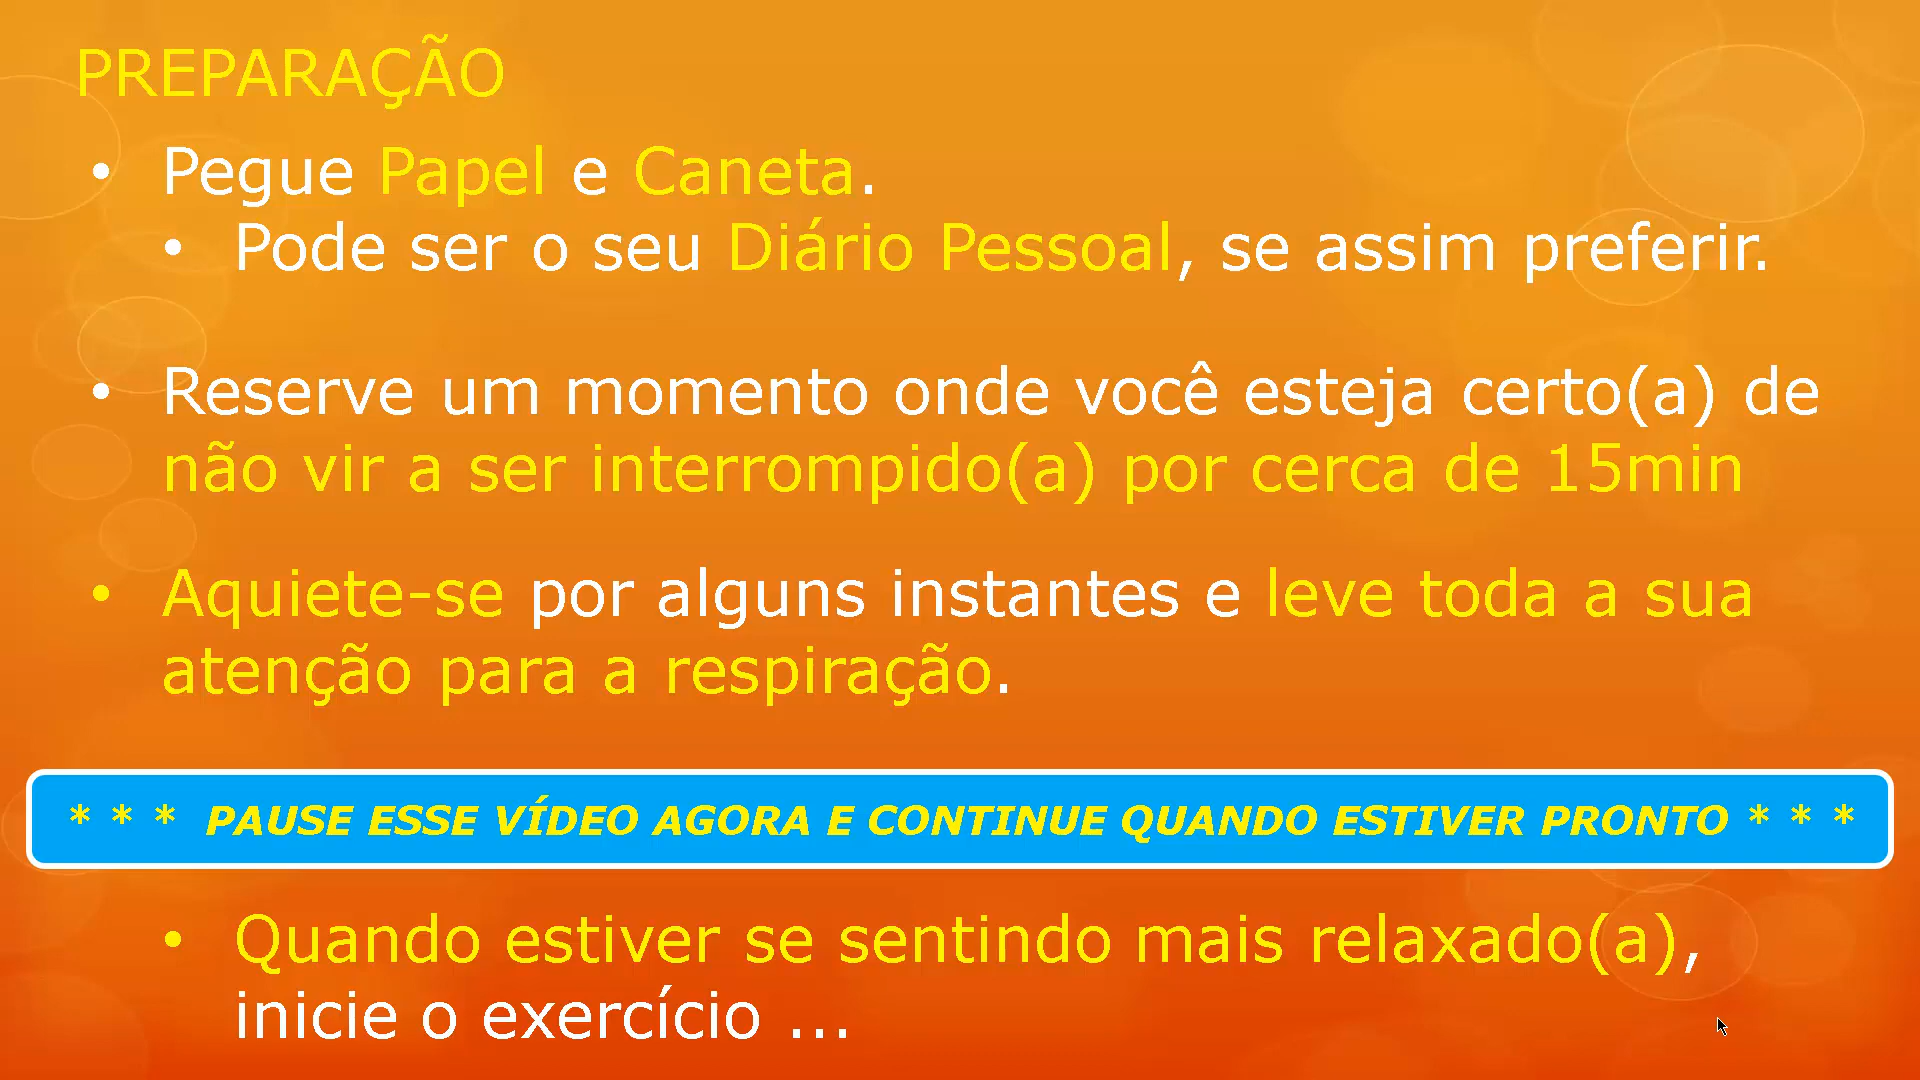 PREPARAÇÃO
• Pegue Papel e Caneta.
• Pode ser o seu Diário Pessoal, se assim preferir.
• Reserve um momento onde você esteja certo(a) de
não vir a ser interrompido(a) por cerca de 15min
• Aquiete-se por alguns instantes e leve toda a sua
atenção para a respiração.
* * * PAUSE ESSE VÍDEO AGORA E CONTINUE QUANDO ESTIVER PRONTO * * *
• Quando estiver se sentindo mais relaxado(a),
inicie o exercício ...